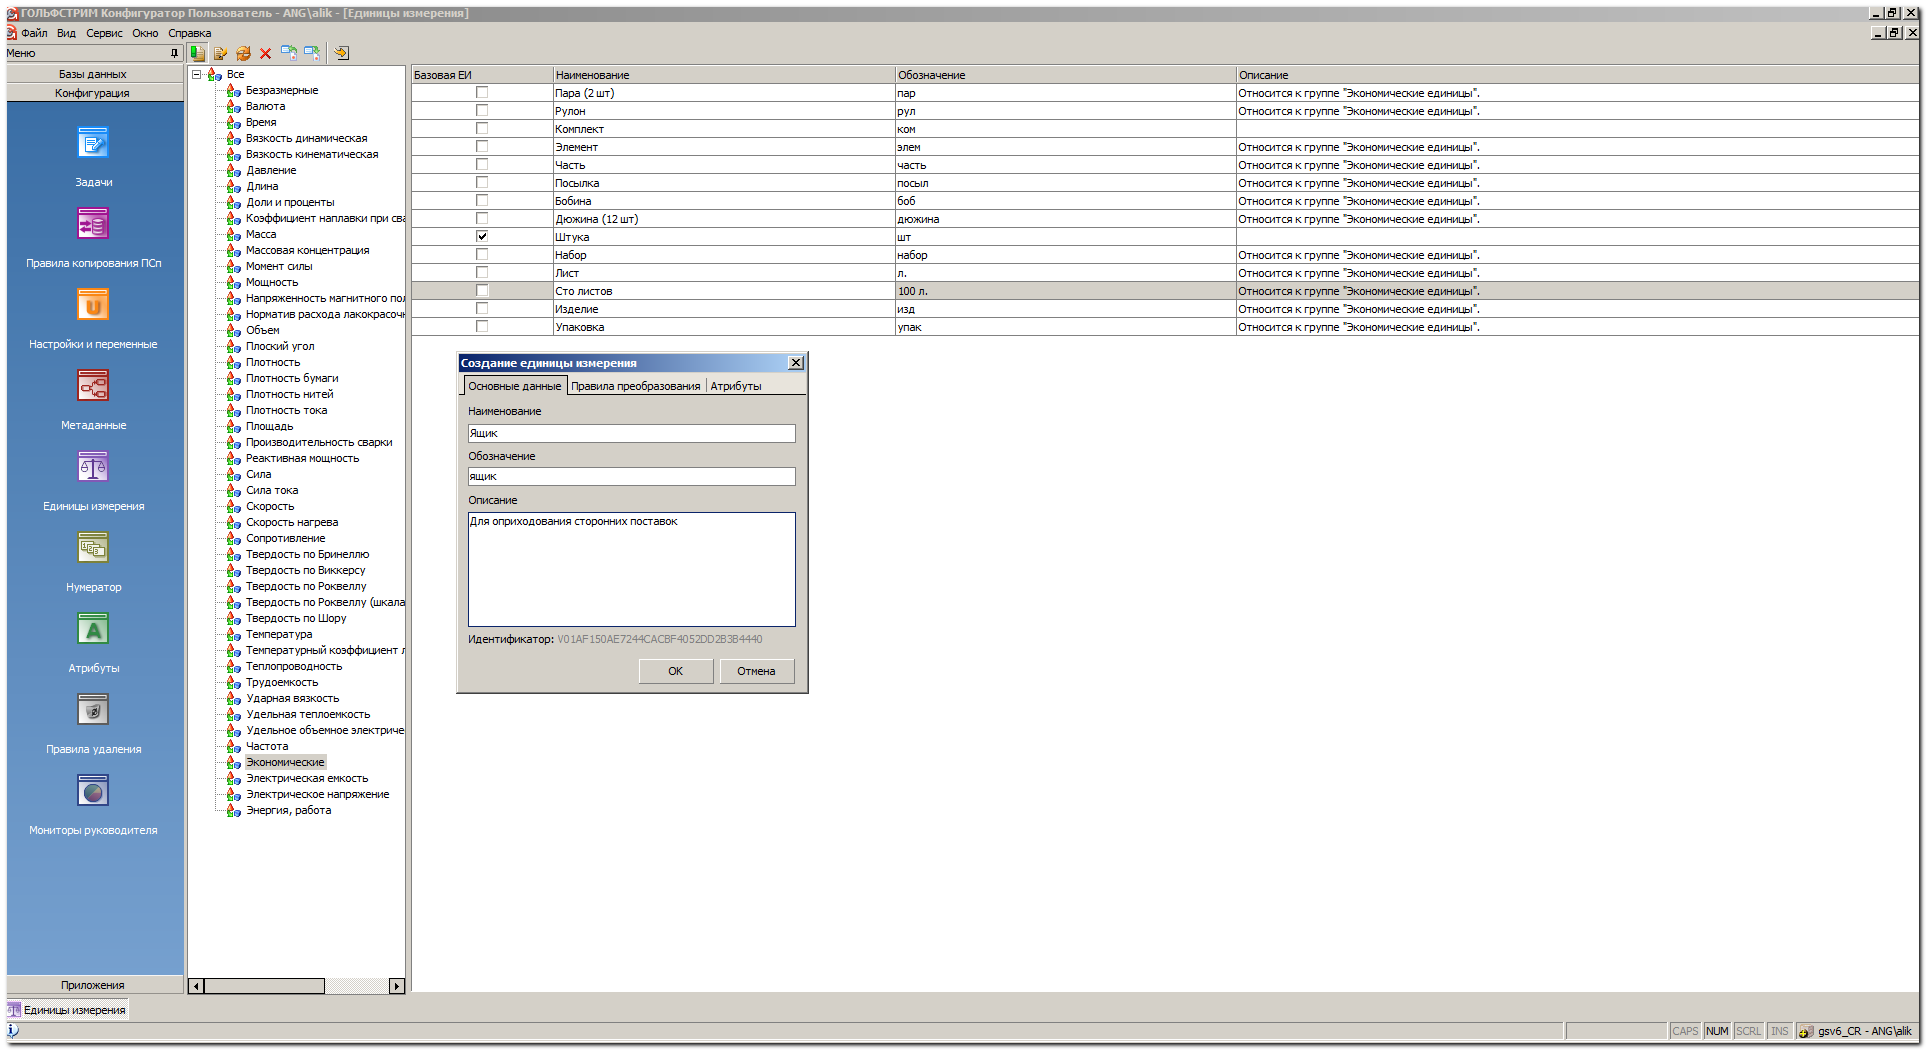 ГОЛЬФСТРИМ Конфигуратор Пользователь - ANG\alik - [Единицы измерения]
Файл Вид Сервис Окно Справка
Меню
Базы данных
Конфигурация
Задачи
Правила копирования ПСп
Настройки и переменные
Метаданные
Единицы измерения
Нумератор
Атрибуты
Правила удаления
Мониторы руководителя
Приложения
Все
Безразмерные
Валюта
Время
Вязкость динамическая
Вязкость кинематическая
Давление
Длина
Доли и проценты
Коэффициент наплавки при сва
Масса
Массовая концентрация
Момент силы
Мощность
Напряженность магнитного пол
Норматив расхода лакокрасочн
Объем
Плоский угол
Плотность
Плотность бумаги
Плотность нитей
Плотность тока
Площадь
Производительность сварки
Реактивная мощность
Сила
Сила тока
Скорость
Скорость нагрева
Сопротивление
Твердость по Бринеллю
Твердость по Виккерсу
Твердость по Роквеллу
Твердость по Роквеллу (шкала
Твердость по Шору
Температура
Температурный коэффициент л
Теплопроводность
Трудоемкость
Ударная вязкость
Удельная теплоемкость
Удельное объемное электриче
Частота
Экономические
Электрическая емкость
Электрическое напряжение
Энергия, работа
Базовая ЕИ Наименование Обозначение Описание
Пара (2 шт) пар Относится к группе "Экономические единицы".
Рулон рул Относится к группе "Экономические единицы".
Комплект ком
Элемент элем Относится к группе "Экономические единицы".
Часть часть Относится к группе "Экономические единицы".
Посылка посыл Относится к группе "Экономические единицы".
Бобина боб Относится к группе "Экономические единицы".
Дюжина (12 шт) дюжина Относится к группе "Экономические единицы".
Штука шт
Набор набор Относится к группе "Экономические единицы".
Лист л. Относится к группе "Экономические единицы".
Сто листов 100 л. Относится к группе "Экономические единицы".
Изделие изд Относится к группе "Экономические единицы".
Упаковка упак Относится к группе "Экономические единицы".
Создание единицы измерения
Основные данные Правила преобразования Атрибуты
Наименование
Ящик
Обозначение
ящик
Описание
Для оприходования сторонних поставок
Идентификатор: V01AF150AE7244CACBF4052DD2B3B4440
OK Отмена
Единицы измерения
CAPS NUM SCRL INS gsv6_CR - ANG\alik